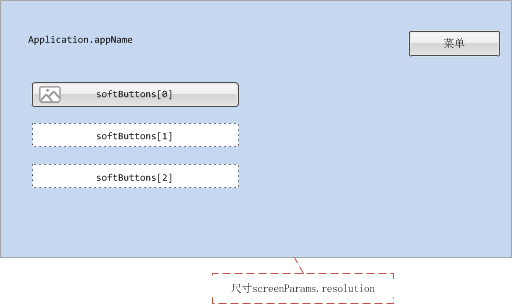 Application.appName
菜单
softButtons[0]
softButtons[1]
softButtons[2]
尺寸screenParams.resolution